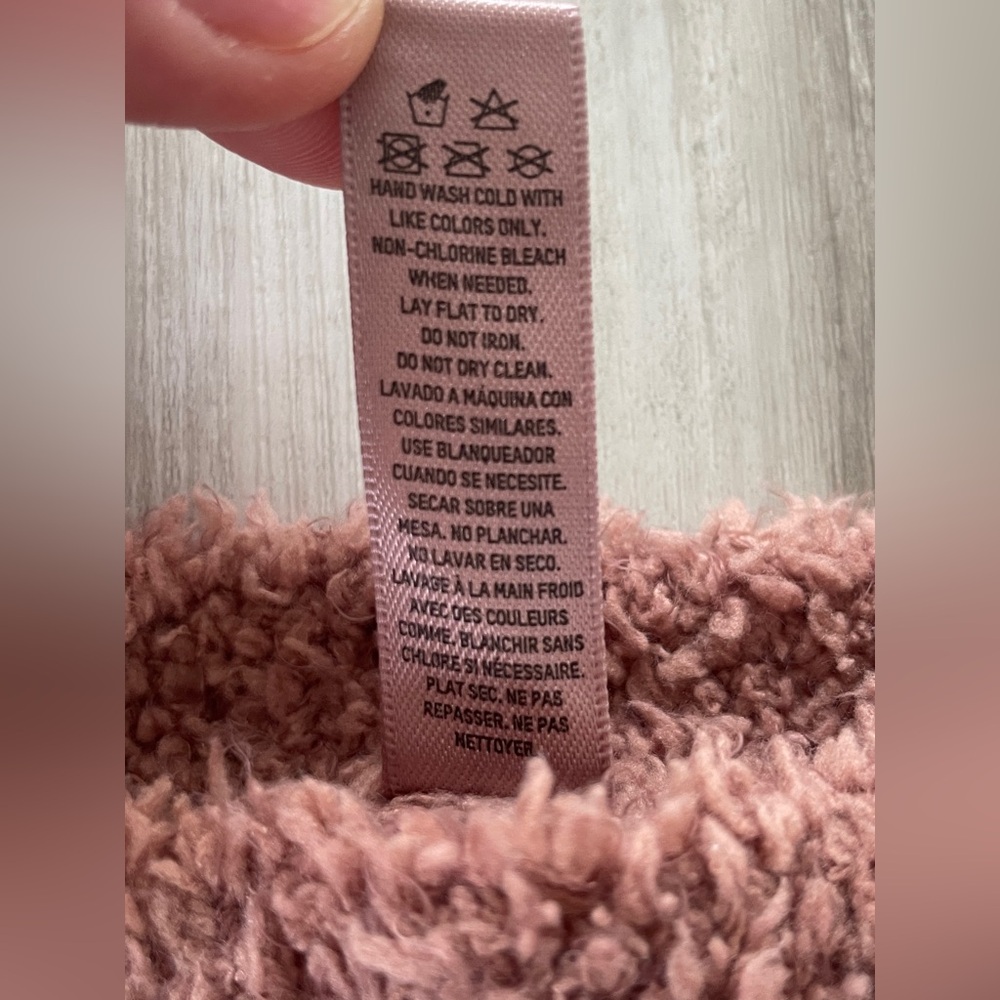 HAND WASH COLD WITH
LIKE COLORS ONLY.
NON-CHLORINE BLEACH
WHEN NEEDED.
LAY FLAT TO DRY.
DO NOT IRON.
DO NOT DRY CLEAN.
LAVADO A MÁQUINA CON
COLORES SIMILARES.
USE BLANQUEADOR
CUANDO SE NECESITE.
SECAR SOBRE UNA
MESA. NO PLANCHAR.
NO LAVAR EN SECO.
LAVAGE À LA MAIN FROID
AVEC DES COULEURS
COMME. BLANCHIR SANS
CHLORE SI NÉCESSAIRE.
PLAT SEC. NE PAS
REPASSER. NE PAS
NETTOYER